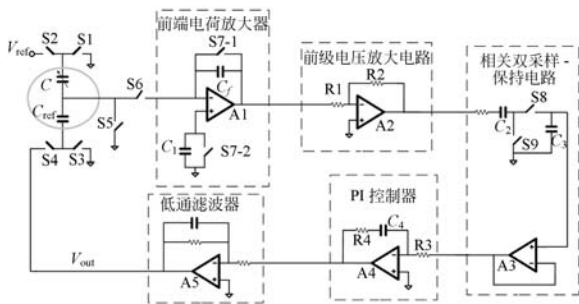 前端电荷放大器
S2 S1
Vref
S7-1
前级电压放大电路
相关双采样-
保持电路
C
S6
Cf
R2
R1
S8
Cref
A1
S5
C1
S7-2
A2
C2
S9
C3
S4 S3
低通滤波器
PI 控制器
C4
R4
R3
Vout
A5
A4
A3